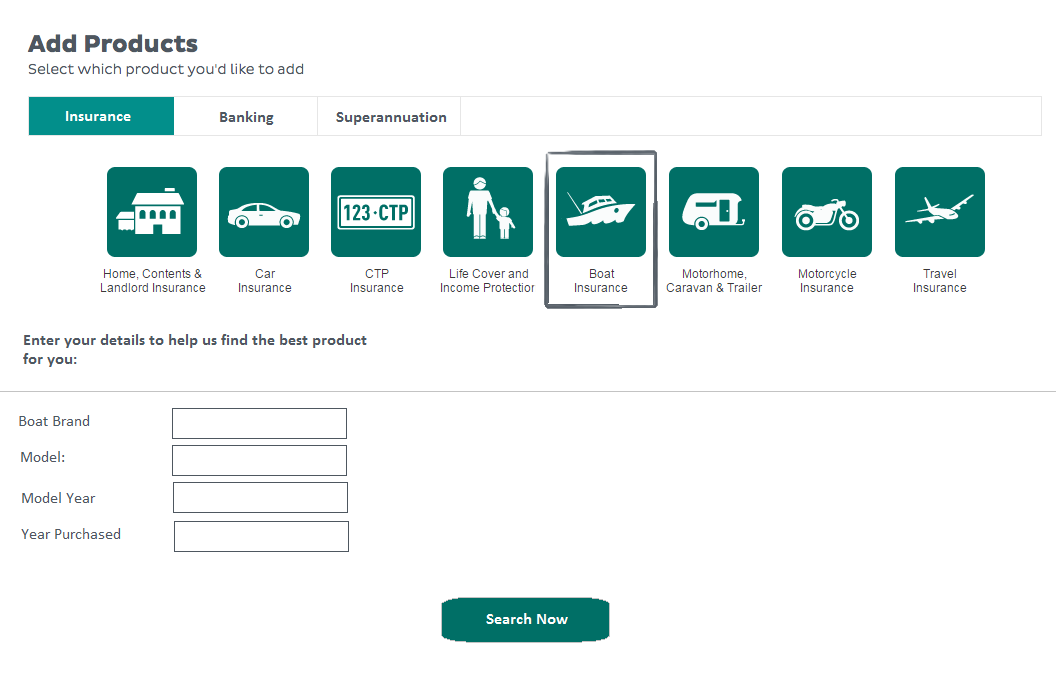 Add Products
Select which product you'd like to add
Insurance Banking Superannuation
123·CTP
Home, Contents &
Landlord Insurance
Car
Insurance
CTP
Insurance
Life Cover and
Income Protection
Boat
Insurance
Motorhome,
Caravan & Trailer
Motorcycle
Insurance
Travel
Insurance
Enter your details to help us find the best product
for you:
Boat Brand
Model:
Model Year
Year Purchased
Search Now